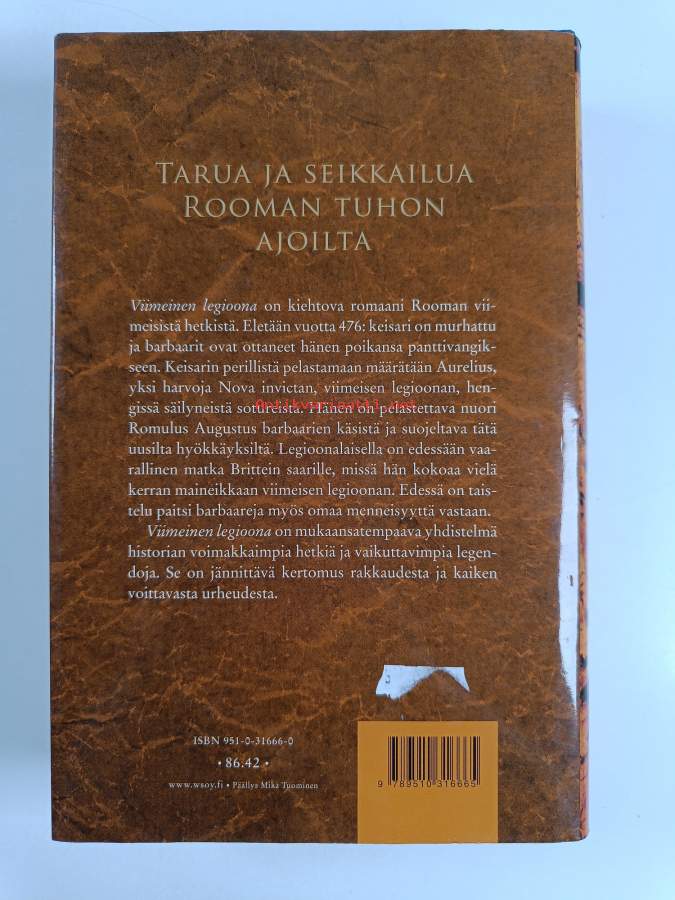 TARUA JA SEIKKAILUA
ROOMAN TUHON
AJOILTA
Viimeinen legioona on kiehtova romaani Rooman vii-
meisistä hetkistä. Eletään vuotta 476: keisari on murhattu
ja barbaarit ovat ottaneet hänen poikansa panttivangik-
seen. Keisarin perillistä pelastamaan määrätään Aurelius,
yksi harvoja Nova invictan, viimeisen legioonan, hen-
gissä säilyneistä sotureista. Hänen on pelastettava nuori
Antikvariaatit.net
Romulus Augustus barbaarien käsistä ja suojeltava tätä
uusilta hyökkäyksiltä. Legioonalaisella on edessään vaa-
rallinen matka Brittein saarille, missä hän kokoaa vielä
kerran maineikkaan viimeisen legioonan. Edessä on tais-
telu paitsi barbaareja myös omaa menneisyyttä vastaan.
Viimeinen legioona on mukaansatempaava yhdistelmä
historian voimakkaimpia hetkiä ja vaikuttavimpia legen-
doja. Se on jännittävä kertomus rakkaudesta ja kaiken
voittavasta urheudesta.
ISBN 951-0-31666-0
• 86.42 •
www.wsoy.fi • Päällys Mika Tuominen
9 789510 316665